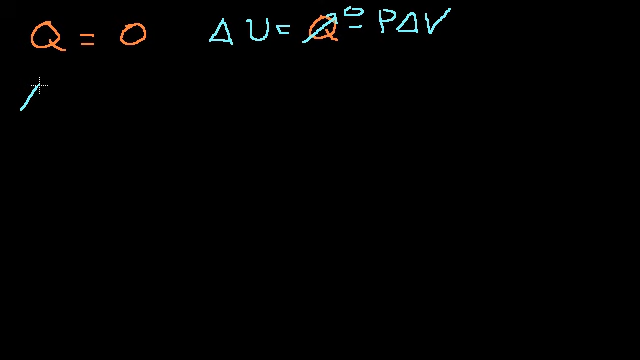 Q = 0 ΔU = Q⁰ - PΔV